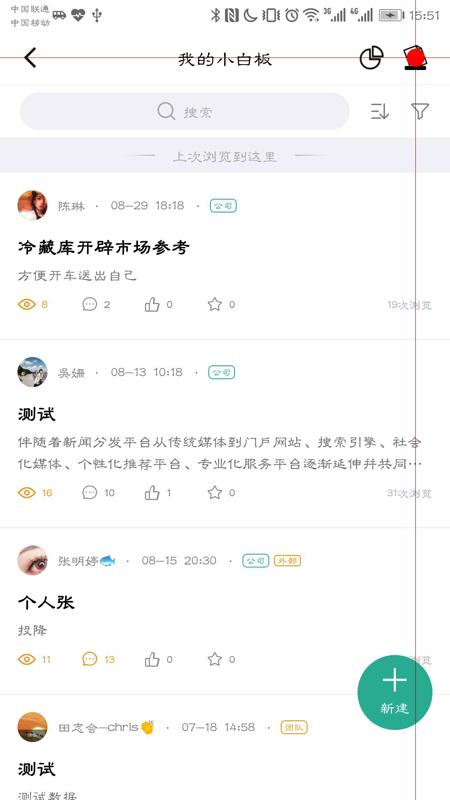 中国联通
中国移动
3G 4G 15:51
我的小白板
搜索
上次浏览到这里
陈琳 · 08-29 18:18 · 公司
冷藏库开辟市场参考
方便开车送出自己
8 2 0 0 19次浏览
吴姗 · 08-13 10:18 · 公司
测试
伴随着新闻分发平台从传统媒体到门户网站、搜索引擎、社会
化媒体、个性化推荐平台、专业化服务平台逐渐延伸并共同…
16 10 1 0 31次浏览
张明婷🐟 · 08-15 20:30 · 公司 外部
个人张
投降
11 13 0 0 览
新建
田志会-chris👏 · 07-18 14:58 · 团队
测试
测试数据